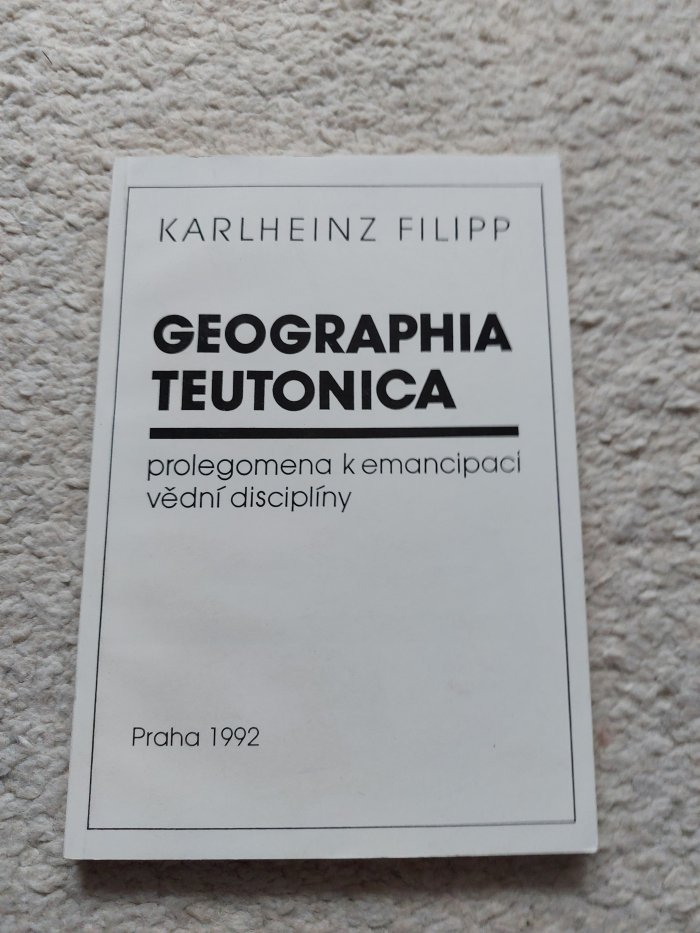 KARLHEINZ FILIPP
GEOGRAPHIA
TEUTONICA
prolegomena k emancipaci
vědní disciplíny
Praha 1992